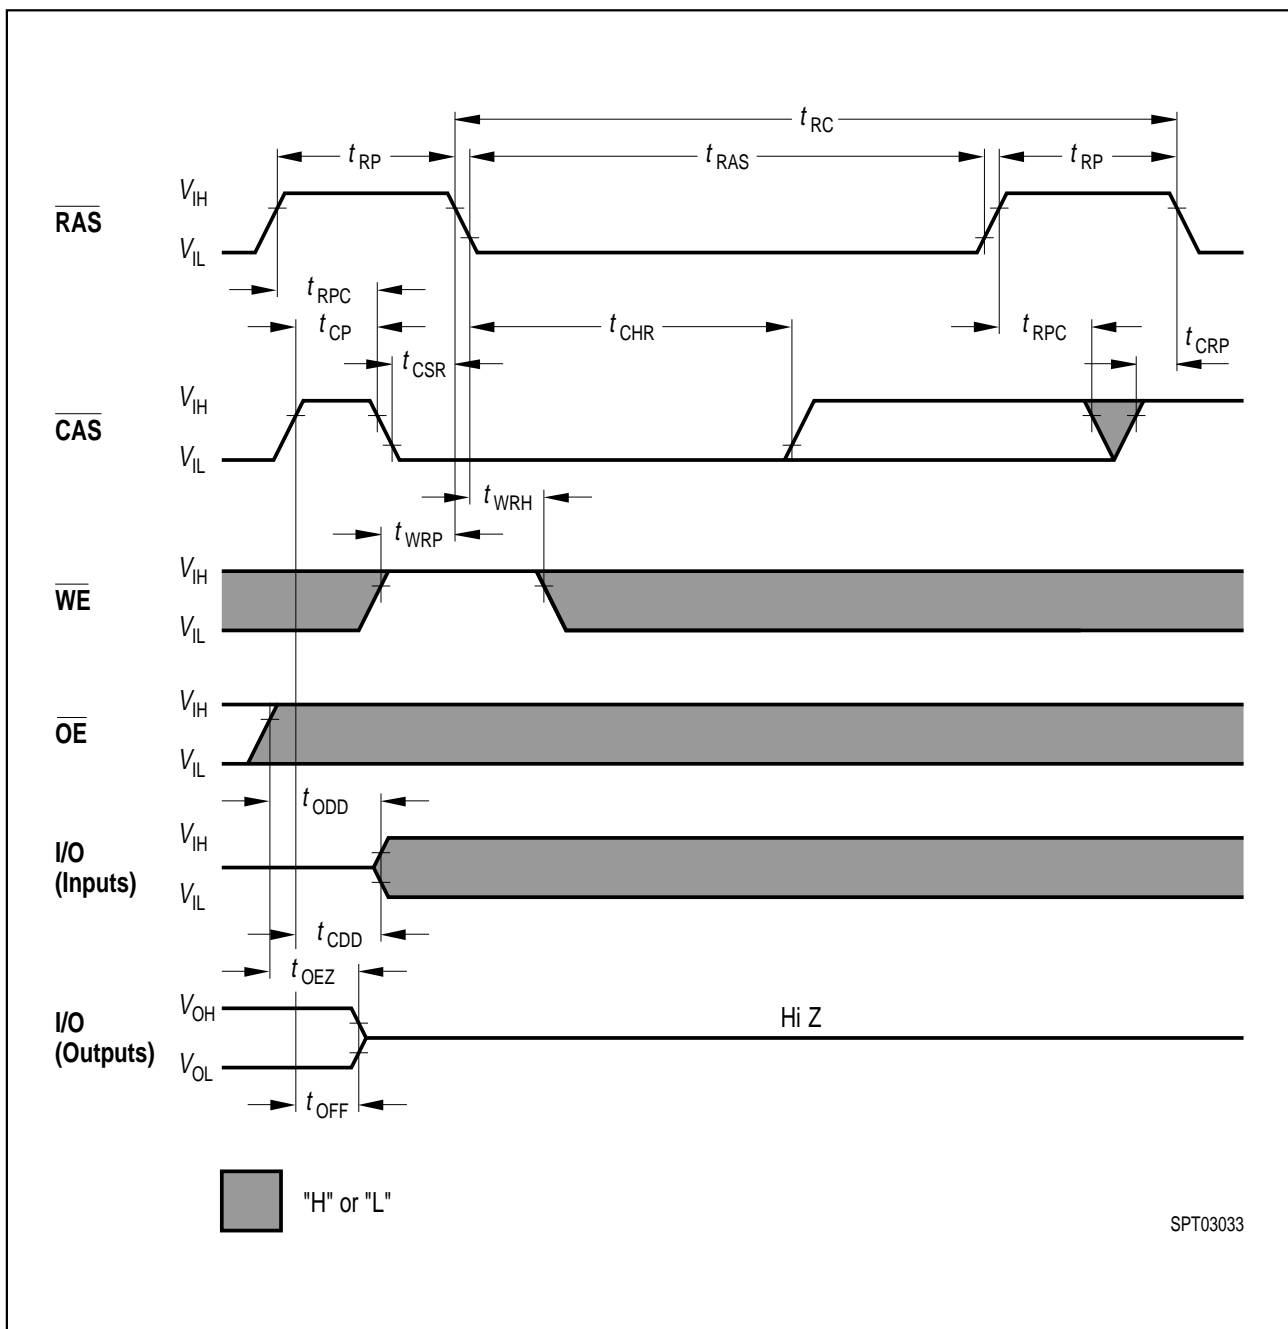 tRC
tRP tRAS tRP
RAS VIH
VIL
tRPC
tCP tCHR tRPC tCRP
tCSR
CAS VIH
VIL
tWRH
tWRP
WE VIH
VIL
OE VIH
VIL
tODD
I/O
(Inputs)
VIH
VIL
tCDD
tOEZ
I/O
(Outputs)
VOH
VOL
Hi Z
tOFF
"H" or "L"
SPT03033